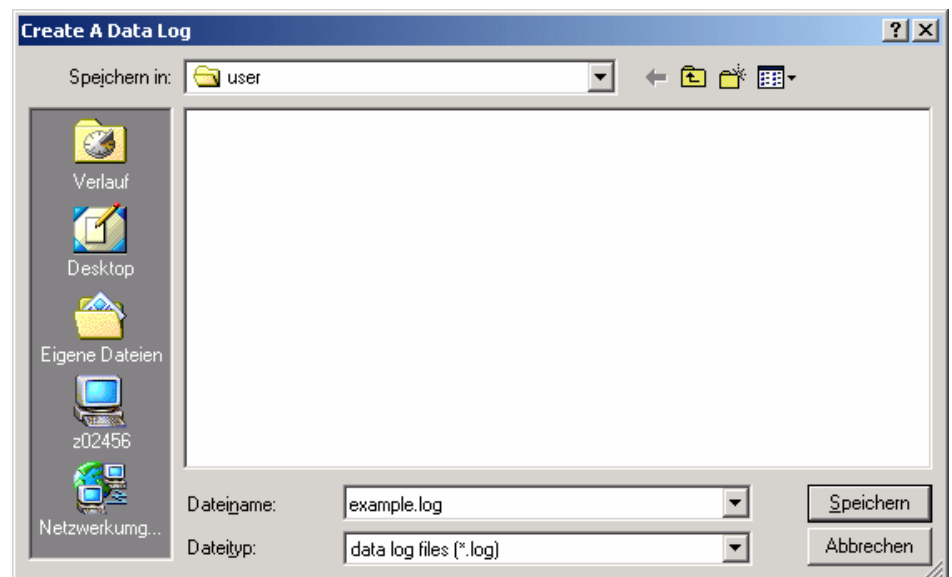 Create A Data Log
Speichern in:
user
Verlauf
Desktop
Eigene Dateien
z02456
Netzwerkumg...
Dateiname:
example.log
Speichern
Dateityp:
data log files (*.log)
Abbrechen